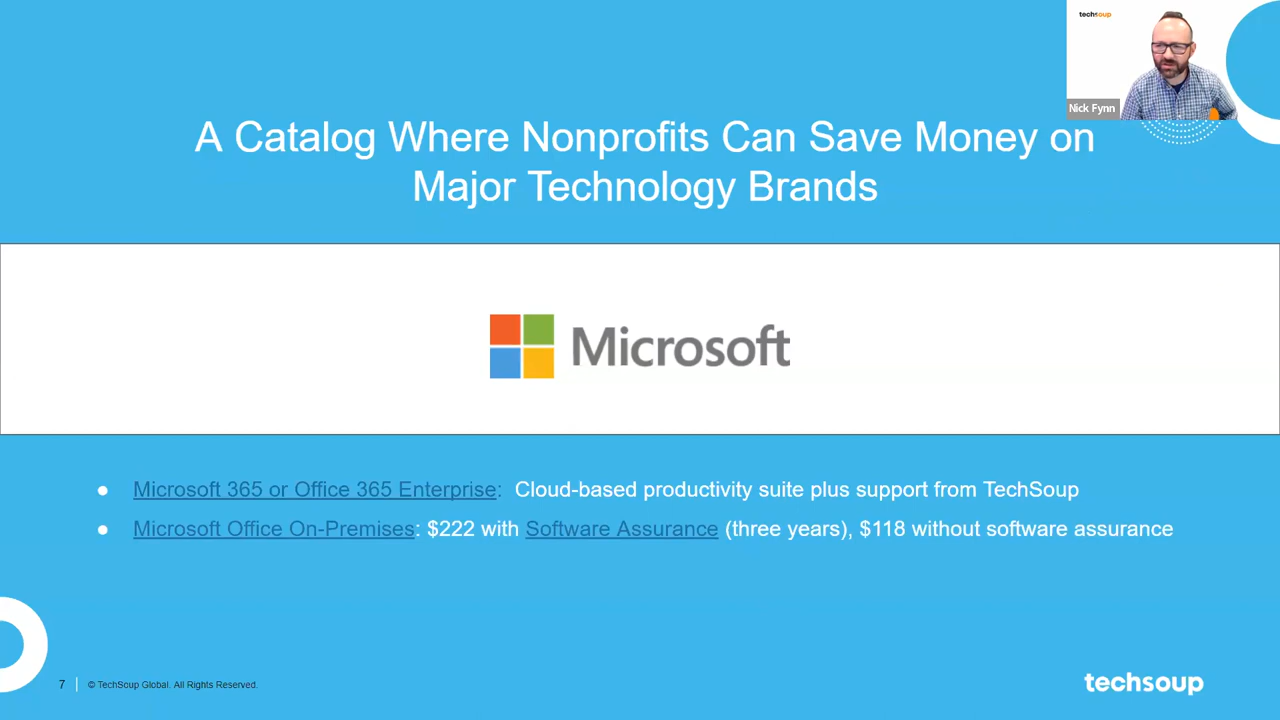 techsoup
Nick Fynn
A Catalog Where Nonprofits Can Save Money on
Major Technology Brands
Microsoft
● Microsoft 365 or Office 365 Enterprise: Cloud-based productivity suite plus support from TechSoup
● Microsoft Office On-Premises: $222 with Software Assurance (three years), $118 without software assurance
7 | © TechSoup Global. All Rights Reserved.
techsoup